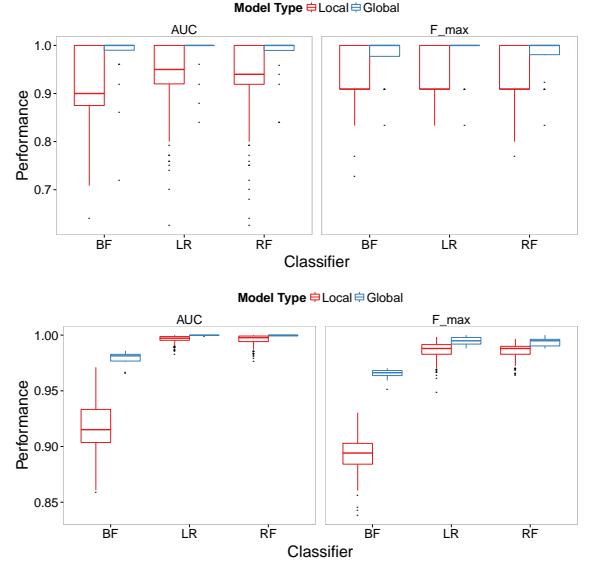 Model Type Local Global
AUC F_max
Performance
1.0
0.9
0.8
0.7
BF LR RF BF LR RF
Classifier
Model Type Local Global
AUC F_max
Performance
1.00
0.95
0.90
0.85
BF LR RF BF LR RF
Classifier